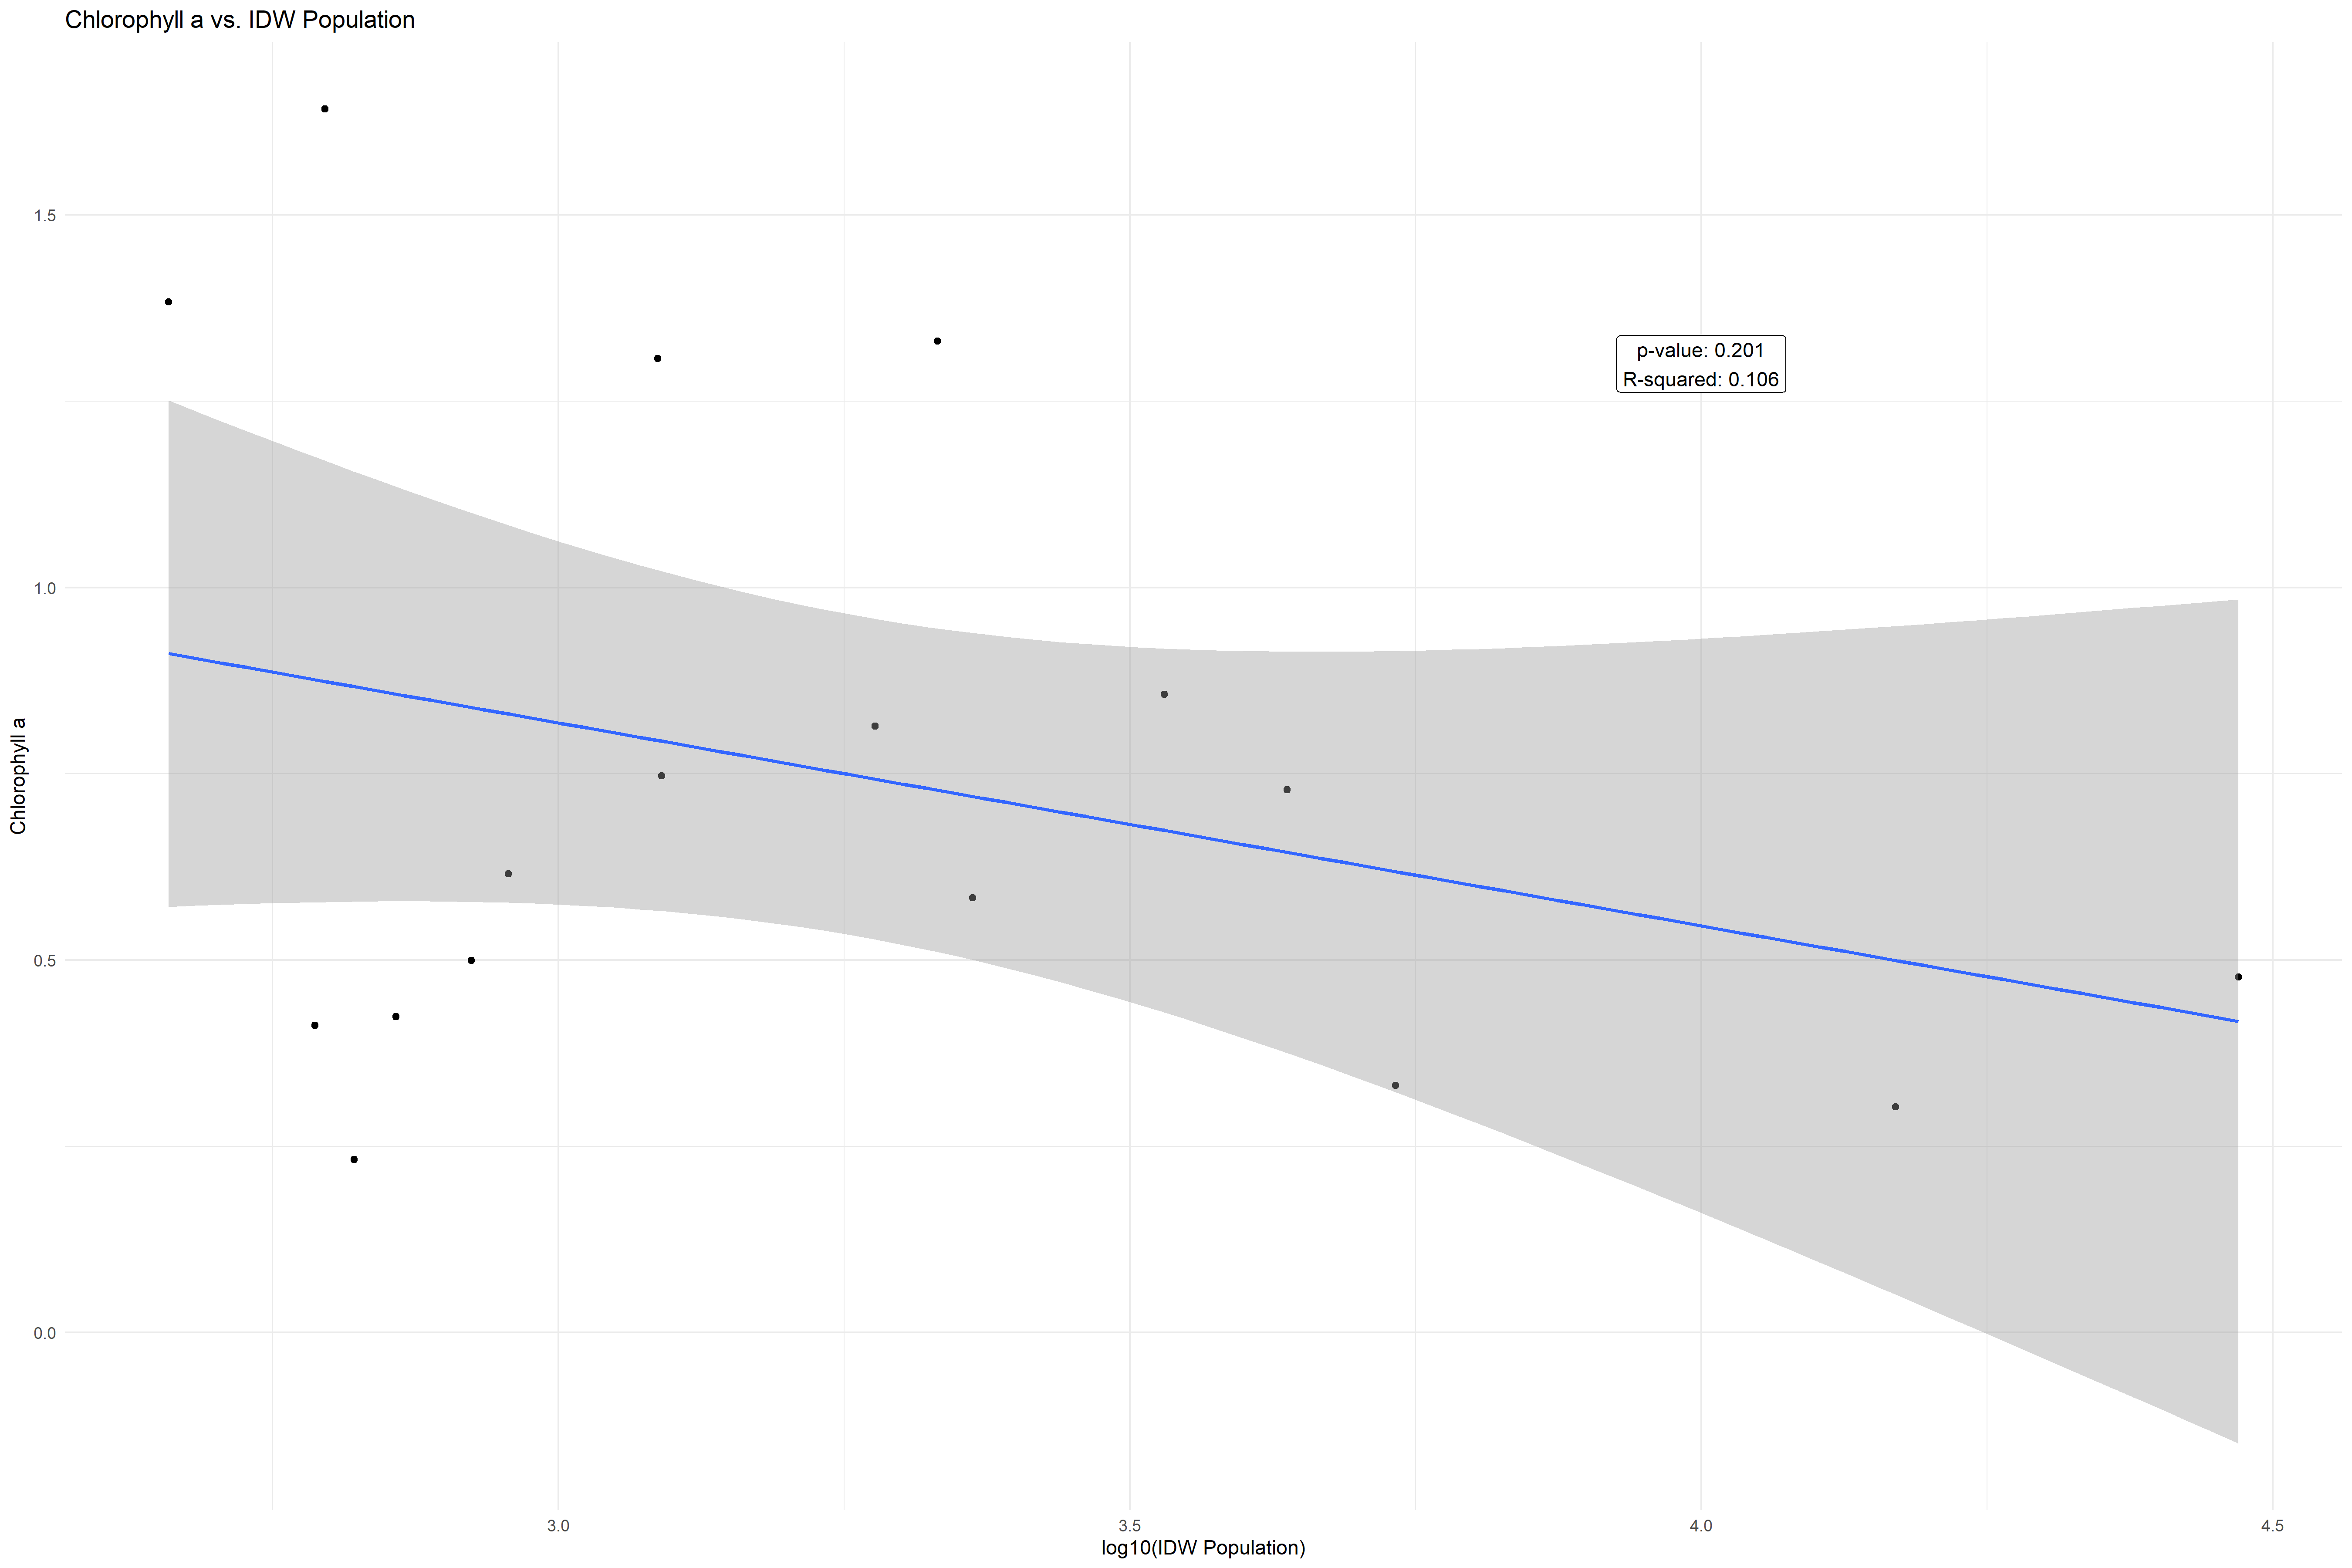 Chlorophyll a vs. IDW Population
1.5
1.0
0.5
0.0
Chlorophyll a
p-value: 0.201
R-squared: 0.106
3.0
3.5
4.0
4.5
log10(IDW Population)